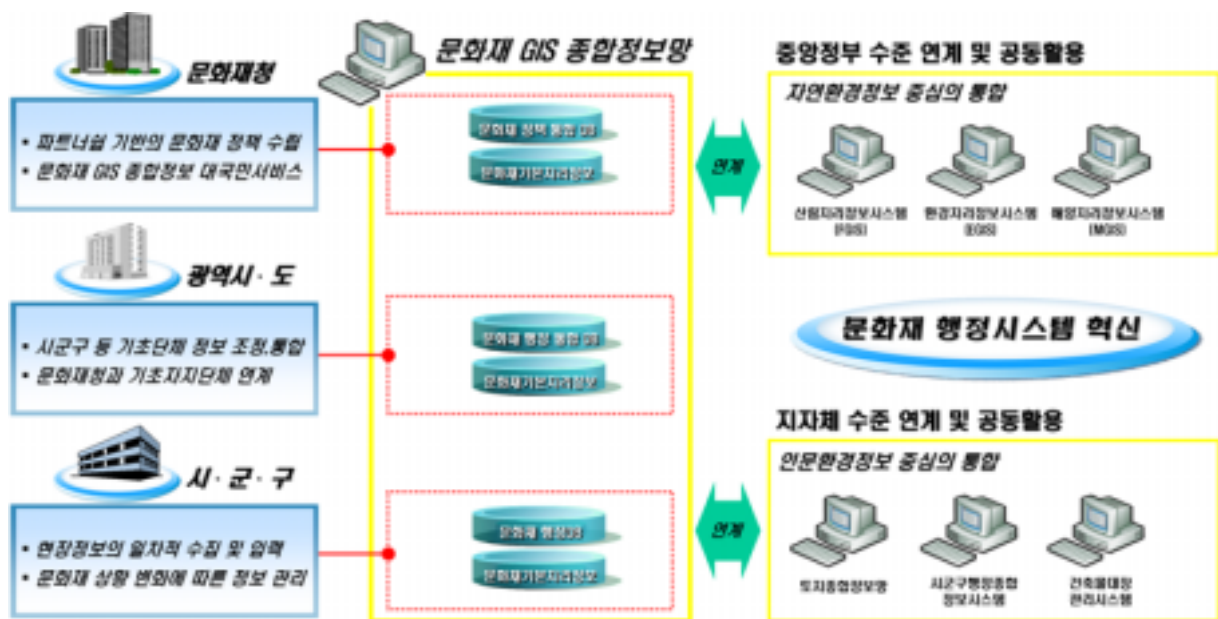 문화재청
• 파트너쉽 기반의 문화재 정책 수립
• 문화재 GIS 종합정보 대국민서비스
광역시 · 도
• 시군구 등 기초단체 정보 조정,통합
• 문화재청과 기초지지단체 연계
시 · 군 · 구
• 현장정보의 일차적 수집 및 입력
• 문화재 상황 변화에 따른 정보 관리
문화재 GIS 종합정보망
문화재 정책 통합 DB
문화재기본지리정보
문화재 행정 통합 DB
문화재기본지리정보
문화재 행정DB
문화재기본지리정보
연계
연계
중앙정부 수준 연계 및 공동활용
자연환경정보 중심의 통합
산림지리정보시스템
(FGIS)
환경지리정보시스템
(EGIS)
해양지리정보시스템
(MGIS)
문화재 행정시스템 혁신
지자체 수준 연계 및 공동활용
인문환경정보 중심의 통합
토지종합정보망
시군구행정종합
정보시스템
건축물대장
관리시스템